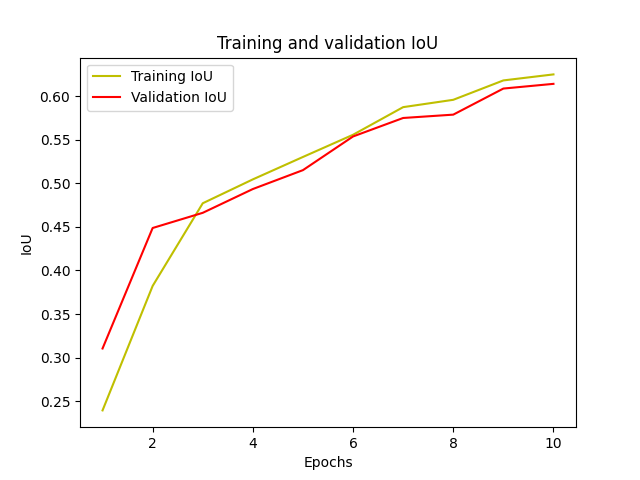 Training and validation IoU
Training IoU
Validation IoU
0.60
0.55
0.50
0.45
0.40
0.35
0.30
0.25
IoU
2 4 6 8 10
Epochs